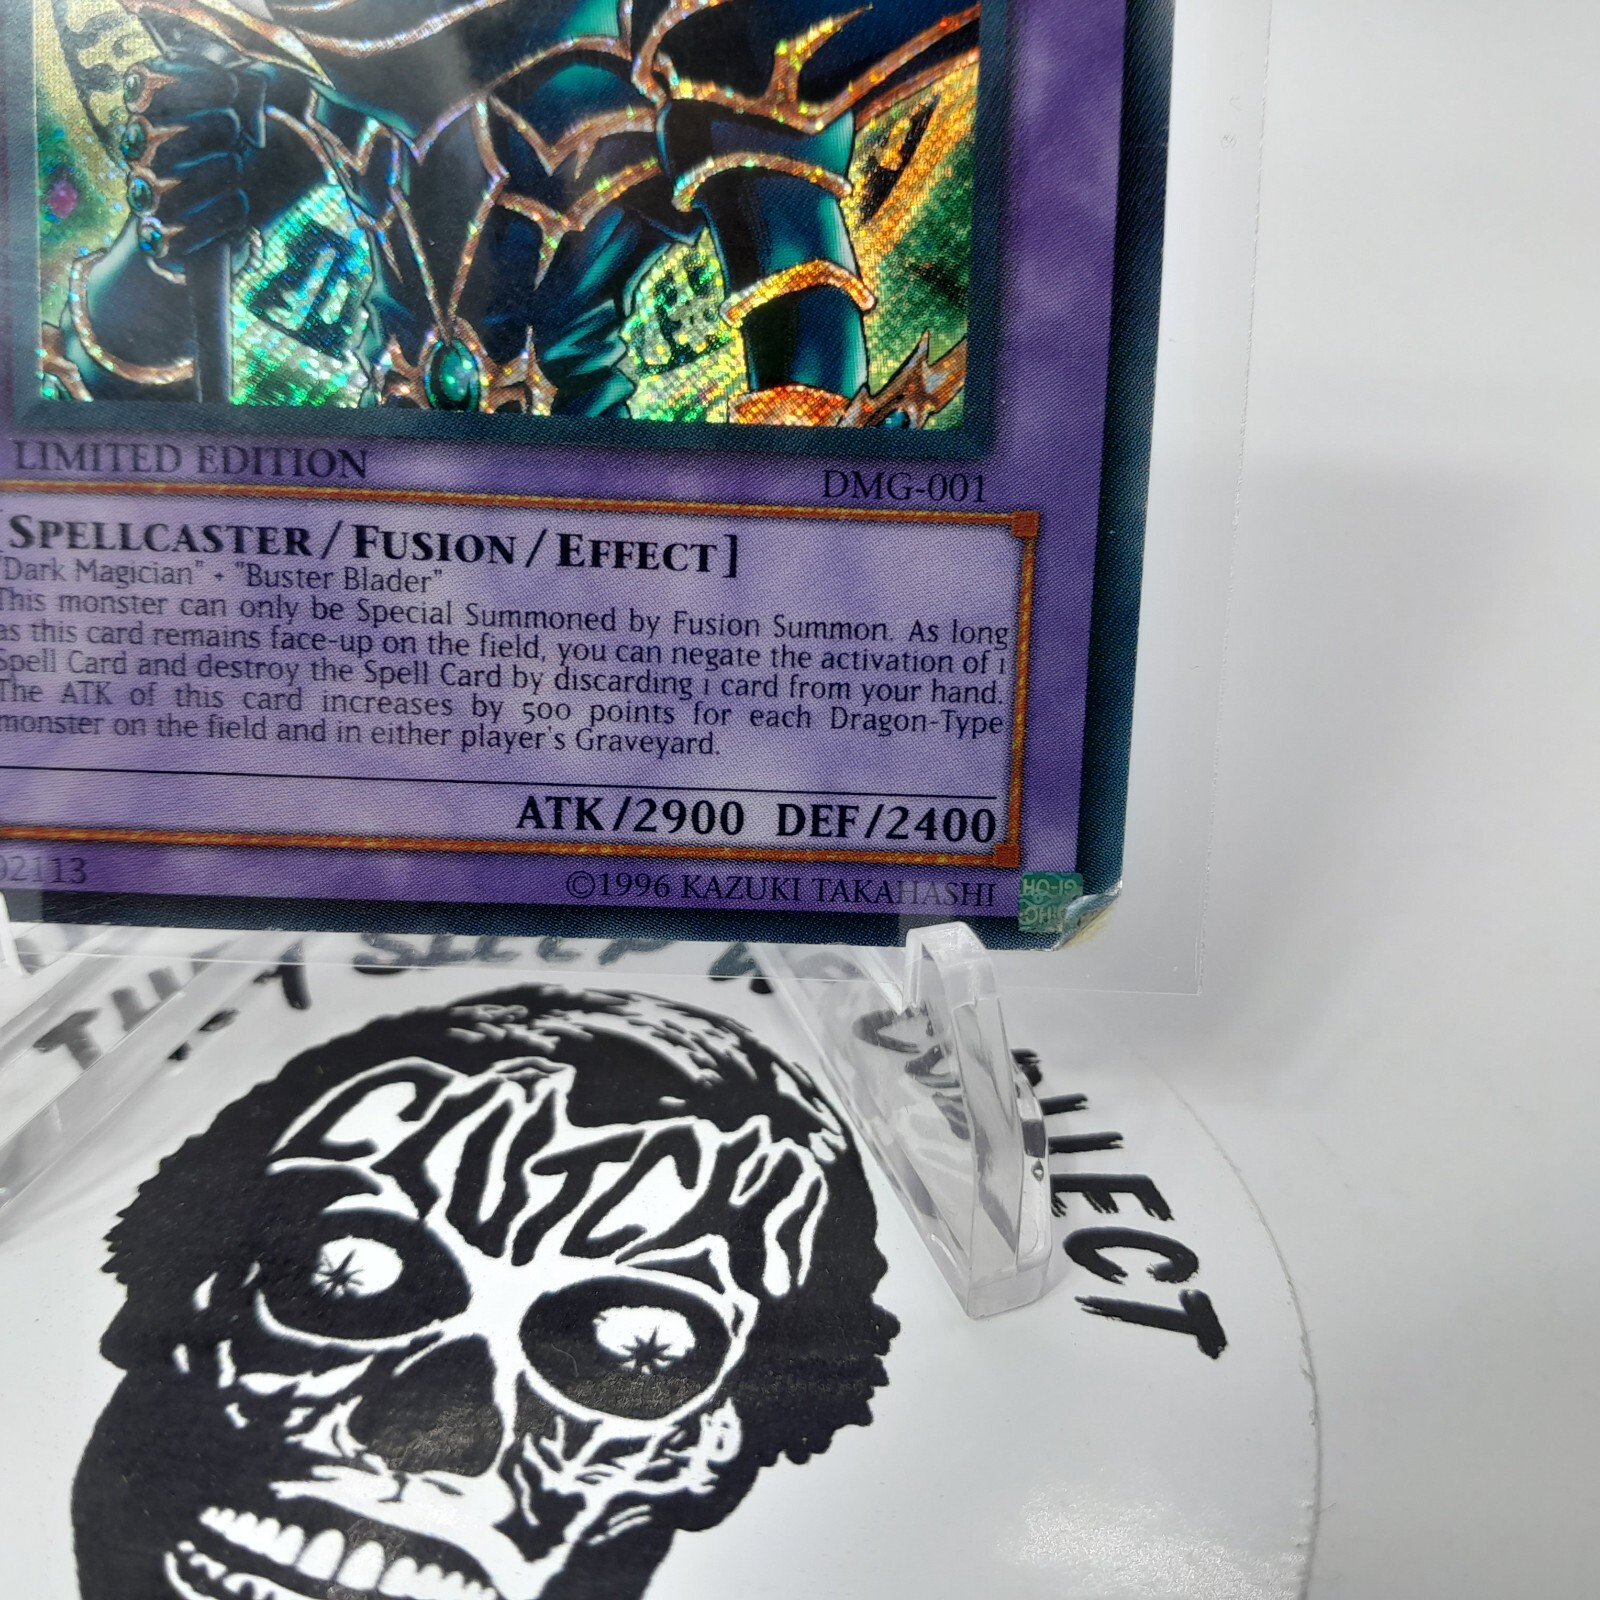 LIMITED EDITION
DMG-001
[SPELLCASTER/FUSION/EFFECT]
"Dark Magician" + "Buster Blader"
This monster can only be Special Summoned by Fusion Summon. As long
as this card remains face-up on the field, you can negate the activation of 1
Spell Card and destroy the Spell Card by discarding 1 card from your hand.
The ATK of this card increases by 500 points for each Dragon-Type
monster on the field and in either player's Graveyard.
ATK/2900 DEF/2400
02113
©1996 KAZUKI TAKAHASHI
THEY SLEEP